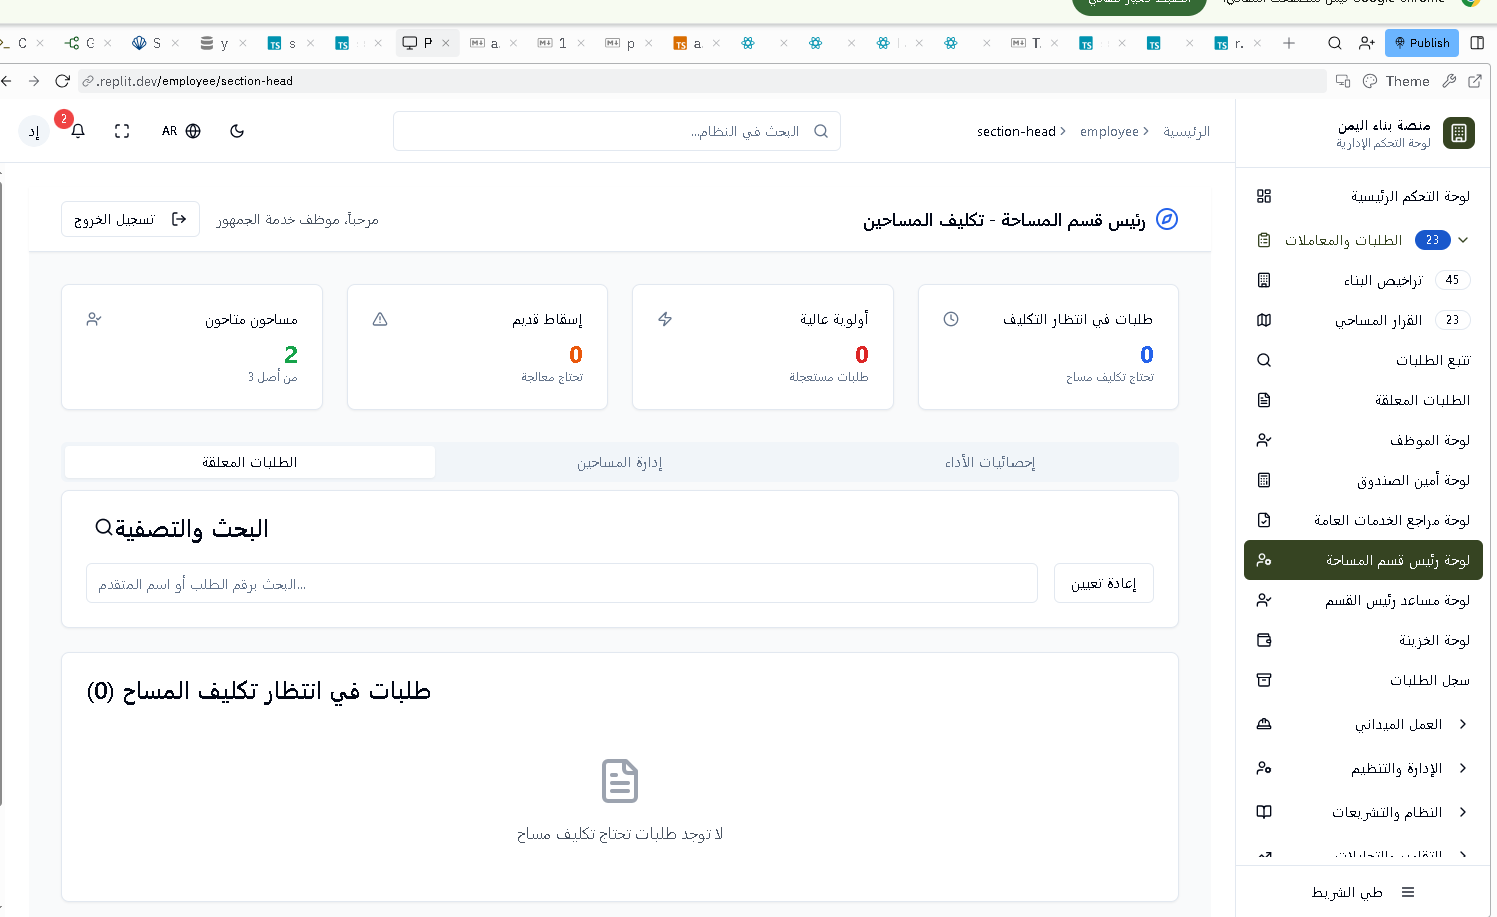 Google Chrome
C
G
S
y
s
P
a.
1
p
a.
T.
r.
Publish
.replit.dev/employee/section-head
Theme
منصة بناء اليمن
لوحة التحكم الإدارية
الرئيسية
employee
section-head
البحث في النظام...
AR
2
إد
لوحة التحكم الرئيسية
الطلبات والمعاملات 23
تراخيص البناء 45
القرار المساحي 23
تتبع الطلبات
الطلبات المعلقة
لوحة الموظف
لوحة أمين الصندوق
لوحة مراجع الخدمات العامة
لوحة رئيس قسم المساحة
لوحة مساعد رئيس القسم
لوحة الخزينة
سجل الطلبات
العمل الميداني
الإدارة والتنظيم
النظام والتشريعات
التقارير والتحليلات
طي الشريط
رئيس قسم المساحة - تكليف المساحين
مرحباً، موظف خدمة الجمهور
تسجيل الخروج
طلبات في انتظار التكليف
0
تحتاج تكليف مساح
أولوية عالية
0
طلبات مستعجلة
إسقاط قديم
0
تحتاج معالجة
مساحون متاحون
2
من أصل 3
إحصائيات الأداء
إدارة المساحين
الطلبات المعلقة
البحث والتصفية
البحث برقم الطلب أو اسم المتقدم...
إعادة تعيين
طلبات في انتظار تكليف المساح (0)
لا توجد طلبات تحتاج تكليف مساح